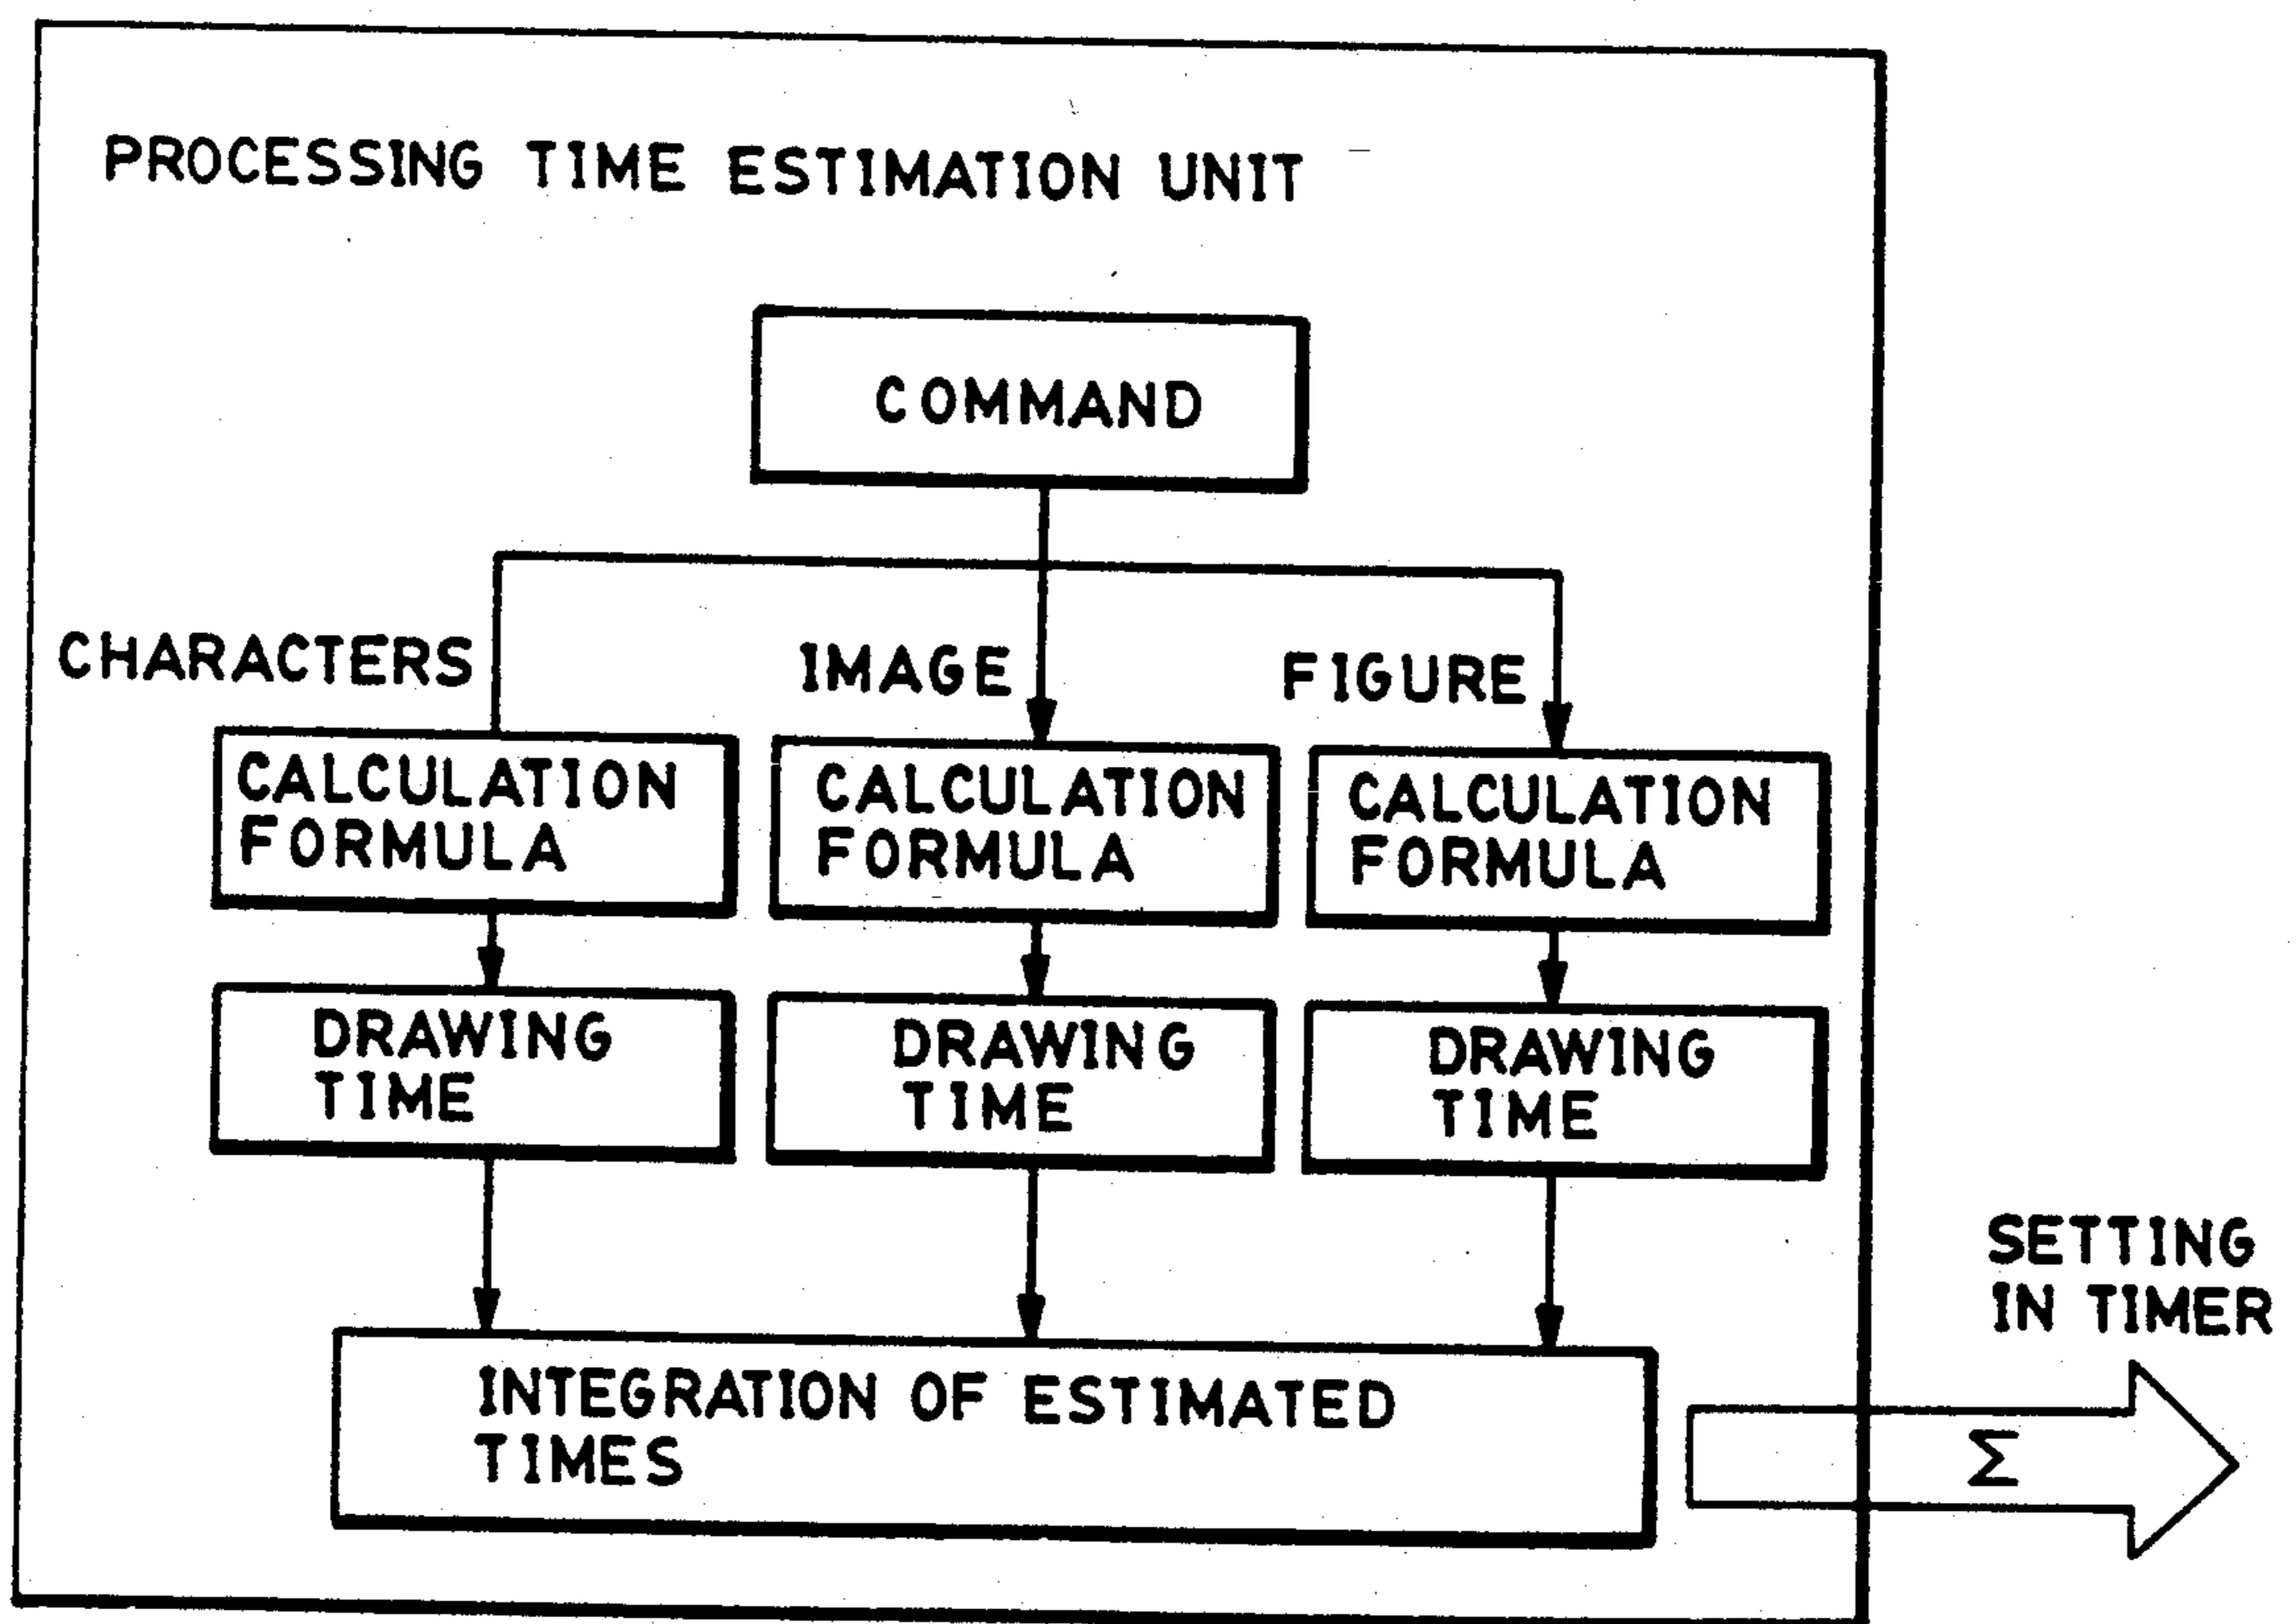 PROCESSING TIME ESTIMATION UNIT
COMMAND
CHARACTERS
IMAGE
FIGURE
CALCULATION
FORMULA
CALCULATION
FORMULA
CALCULATION
FORMULA
DRAWING
TIME
DRAWING
TIME
DRAWING
TIME
SETTING
IN TIMER
INTEGRATION OF ESTIMATED
TIMES
Σ